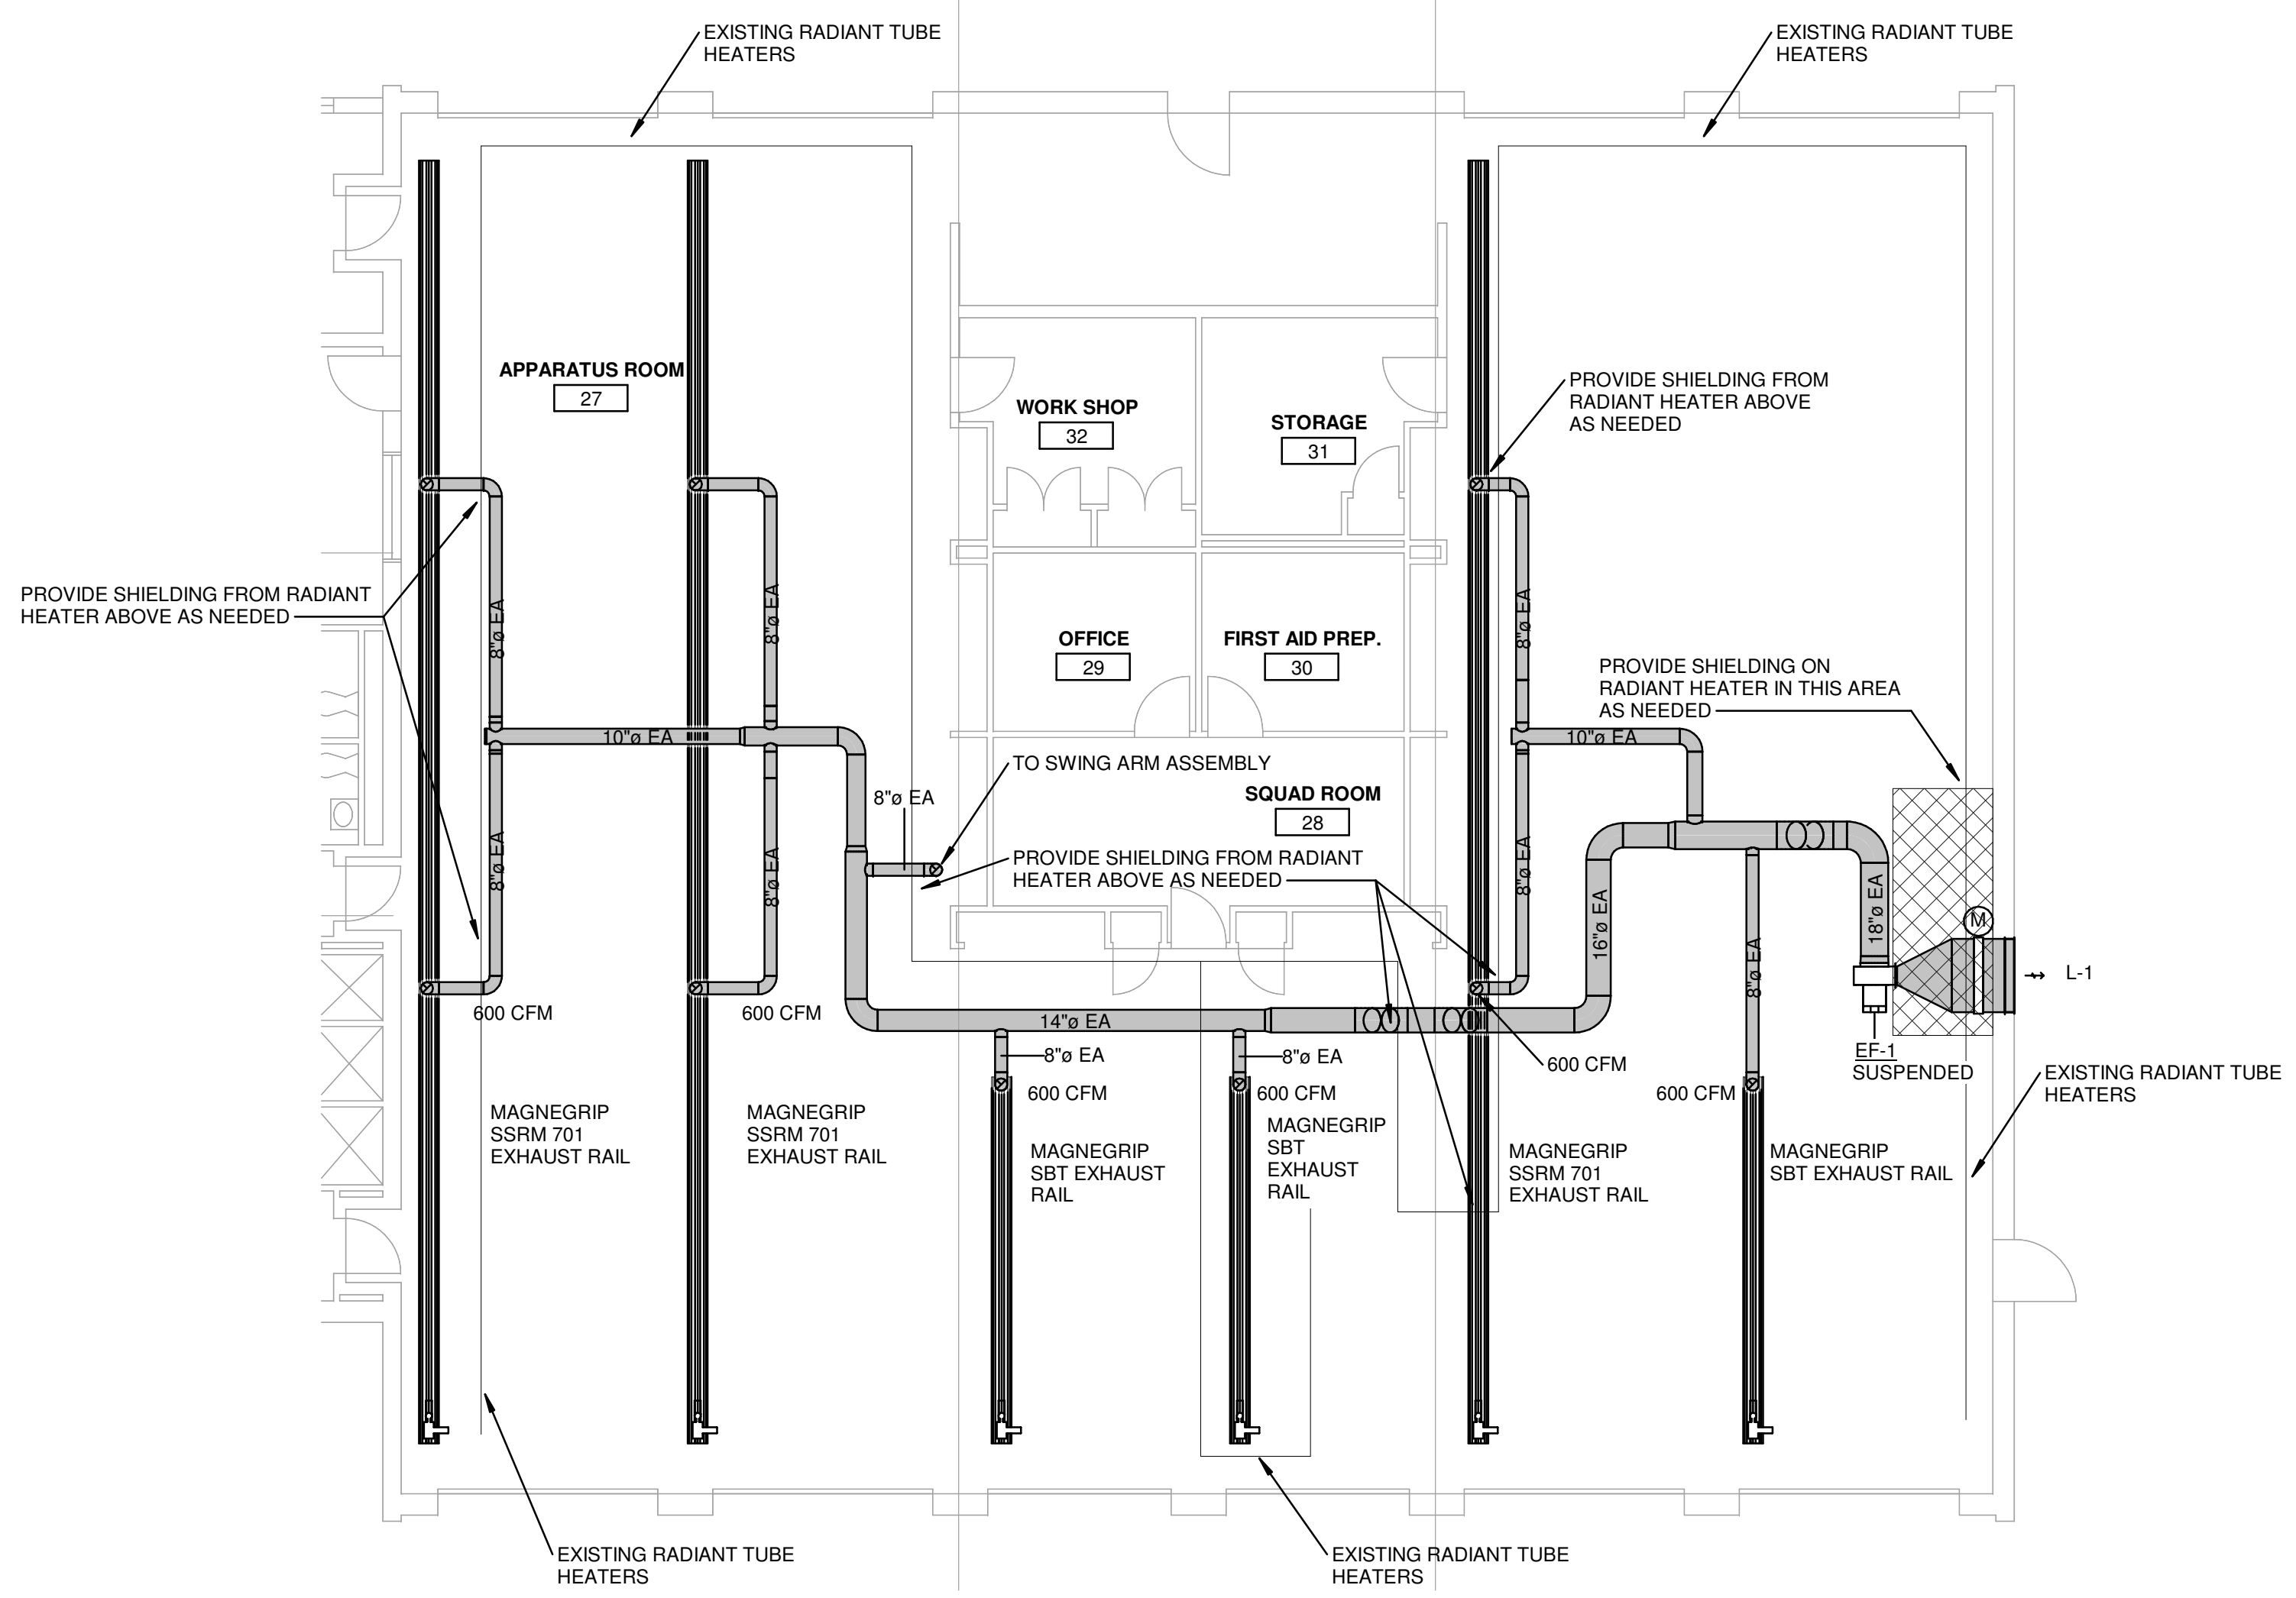 EXISTING RADIANT TUBE
HEATERS
EXISTING RADIANT TUBE
HEATERS
APPARATUS ROOM
27
WORK SHOP
32
STORAGE
31
PROVIDE SHIELDING FROM
RADIANT HEATER ABOVE
AS NEEDED
PROVIDE SHIELDING FROM RADIANT
HEATER ABOVE AS NEEDED
8"ø EA
8"ø EA
OFFICE
29
FIRST AID PREP.
30
8"ø EA
PROVIDE SHIELDING ON
RADIANT HEATER IN THIS AREA
AS NEEDED
10"ø EA
10"ø EA
TO SWING ARM ASSEMBLY
8"ø EA
SQUAD ROOM
28
PROVIDE SHIELDING FROM RADIANT
HEATER ABOVE AS NEEDED
8"ø EA
8"ø EA
8"ø EA
16"ø EA
18"ø EA
8"ø EA
M
L-1
600 CFM
600 CFM
14"ø EA
8"ø EA
8"ø EA
600 CFM
EF-1
SUSPENDED
600 CFM
600 CFM
600 CFM
EXISTING RADIANT TUBE
HEATERS
MAGNEGRIP
SSRM 701
EXHAUST RAIL
MAGNEGRIP
SSRM 701
EXHAUST RAIL
MAGNEGRIP
SBT EXHAUST
RAIL
MAGNEGRIP
SBT
EXHAUST
RAIL
MAGNEGRIP
SSRM 701
EXHAUST RAIL
MAGNEGRIP
SBT EXHAUST RAIL
EXISTING RADIANT TUBE
HEATERS
EXISTING RADIANT TUBE
HEATERS